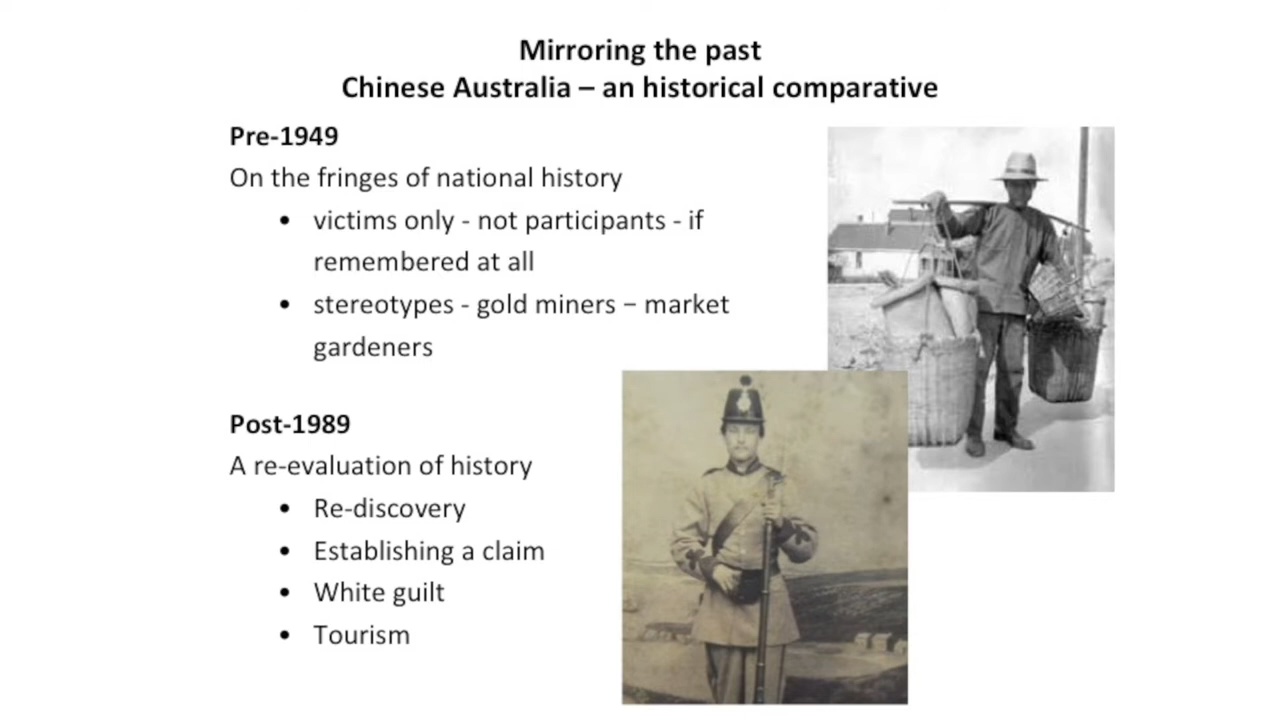 Mirroring the past
Chinese Australia – an historical comparative
Pre-1949
On the fringes of national history
• victims only - not participants - if
remembered at all
• stereotypes - gold miners – market
gardeners
Post-1989
A re-evaluation of history
• Re-discovery
• Establishing a claim
• White guilt
• Tourism